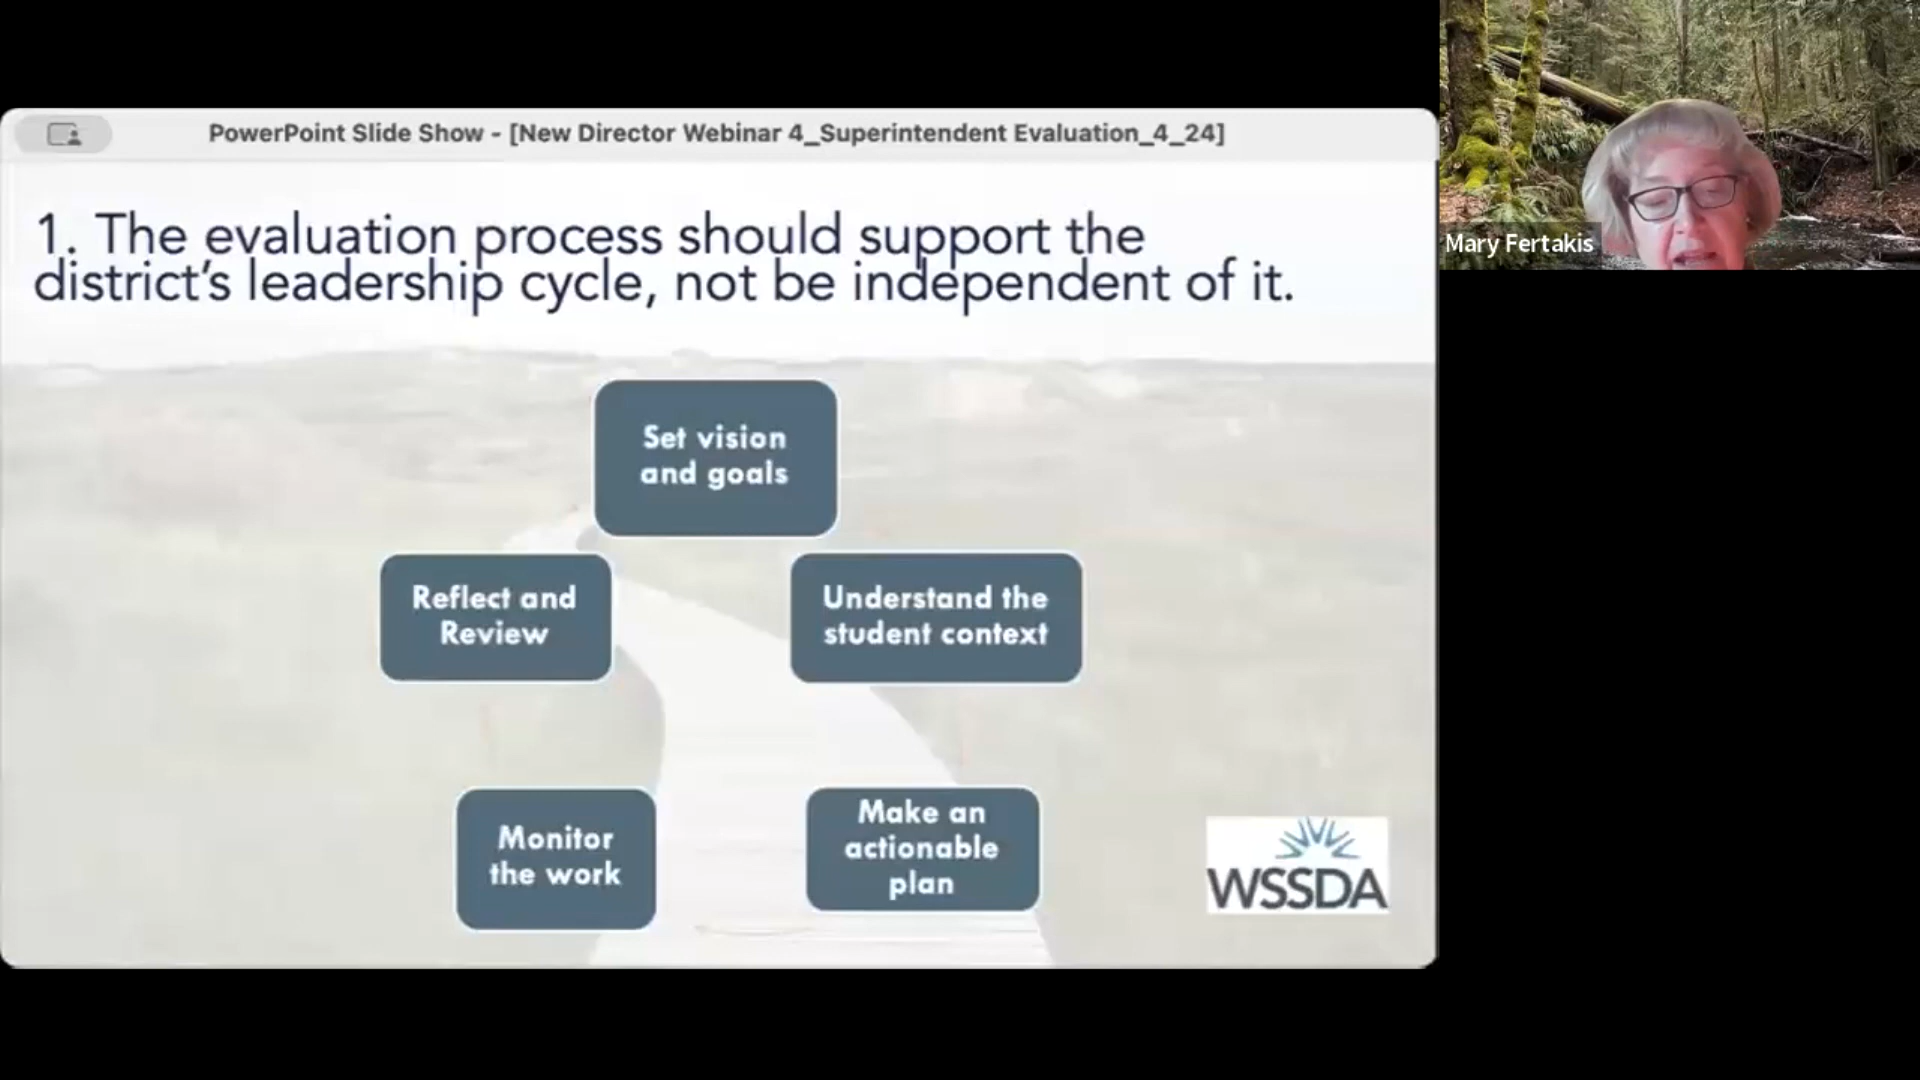 PowerPoint Slide Show - [New Director Webinar 4_Superintendent Evaluation_4_24]
1. The evaluation process should support the
district's leadership cycle, not be independent of it.
Set vision
and goals
Reflect and
Review
Understand the
student context
Monitor
the work
Make an
actionable
plan
WSSDA
Mary Fertakis